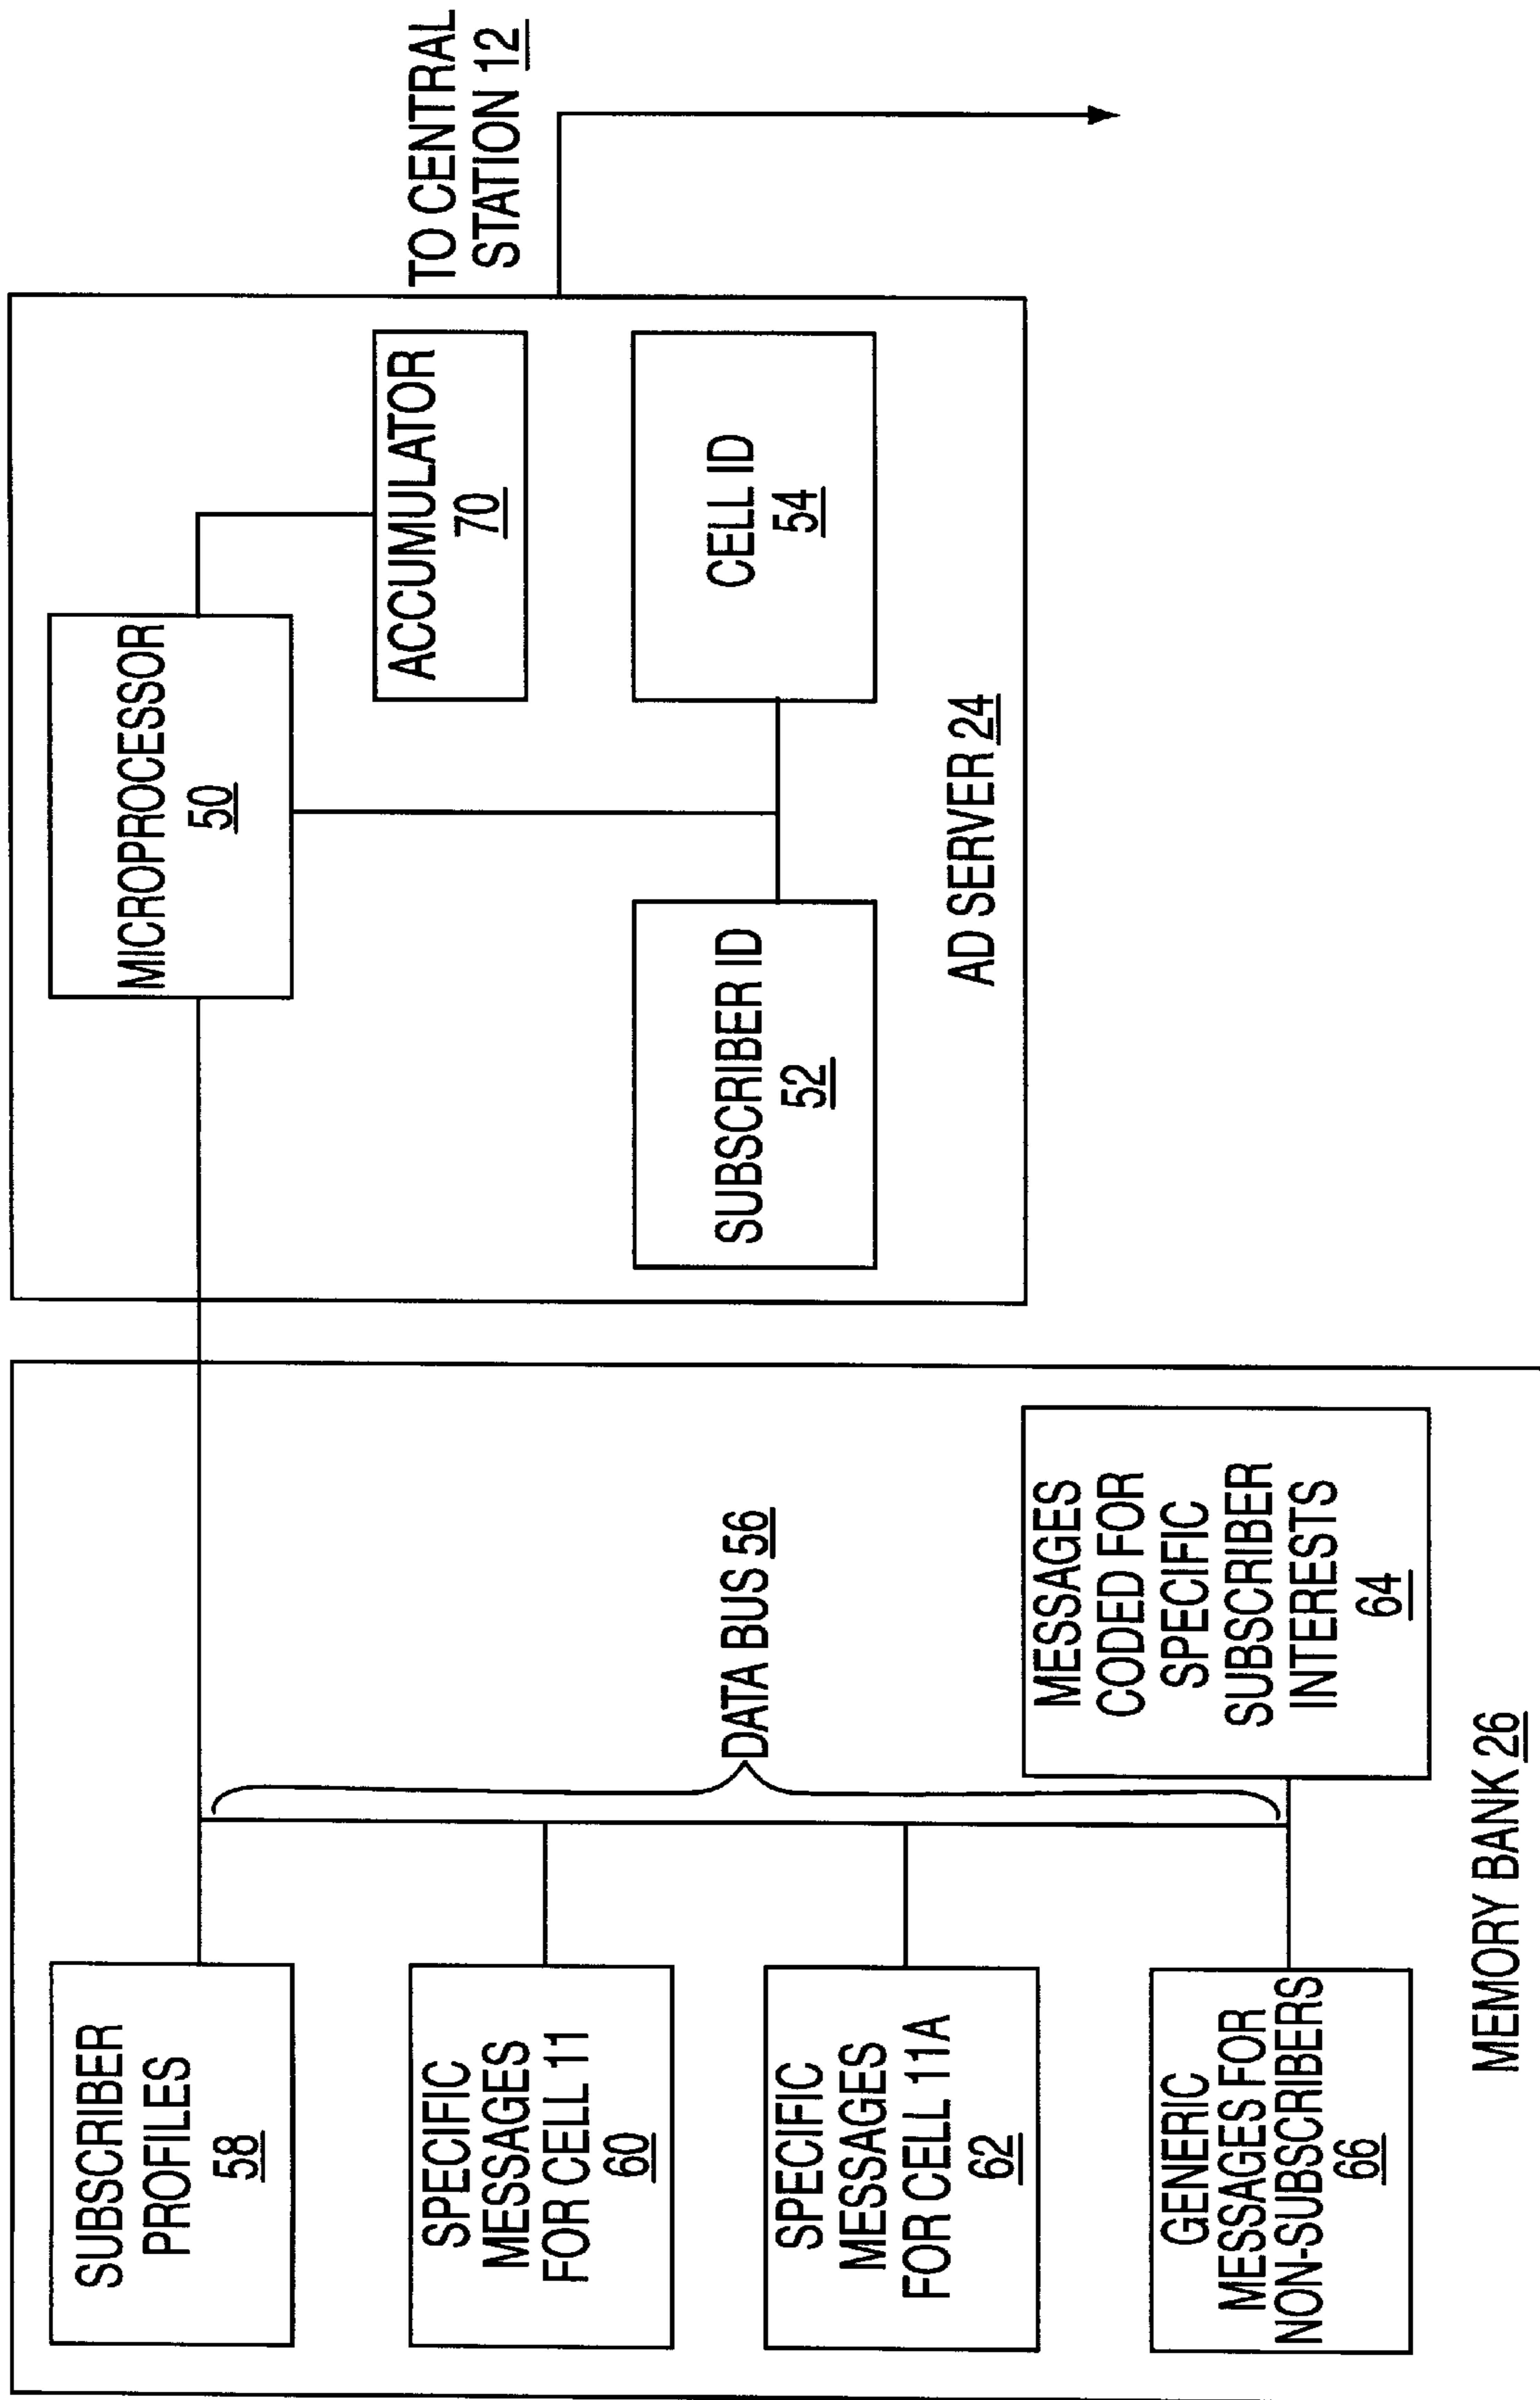 SUBSCRIBER
PROFILES
58
SPECIFIC
MESSAGES
FOR CELL 11
60
SPECIFIC
MESSAGES
FOR CELL 11A
62
GENERIC
MESSAGES FOR
NON-SUBSCRIBERS
66
DATA BUS 56
MESSAGES
CODED FOR
SPECIFIC
SUBSCRIBER
INTERESTS
64
MEMORY BANK 26
MICROPROCESSOR
50
ACCUMULATOR
70
SUBSCRIBER ID
52
CELL ID
54
AD SERVER 24
TO CENTRAL
STATION 12